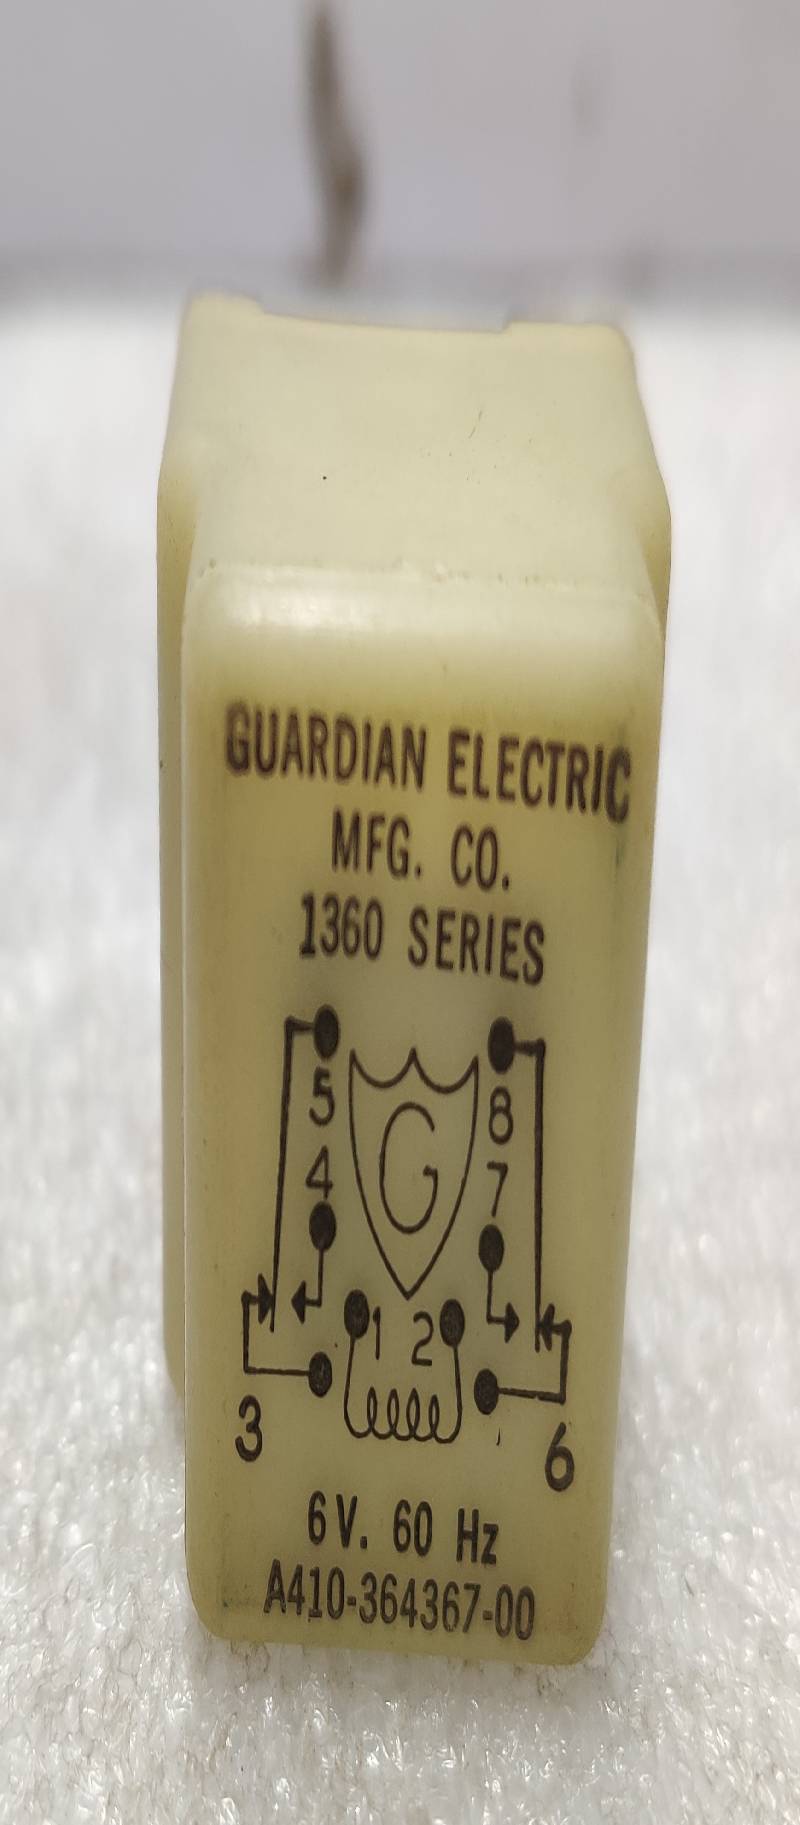 GUARDIAN ELECTRIC
MFG. CO.
1360 SERIES
5 8
G
4 7
1 2
3 6
6 V. 60 Hz
A410-364367-00